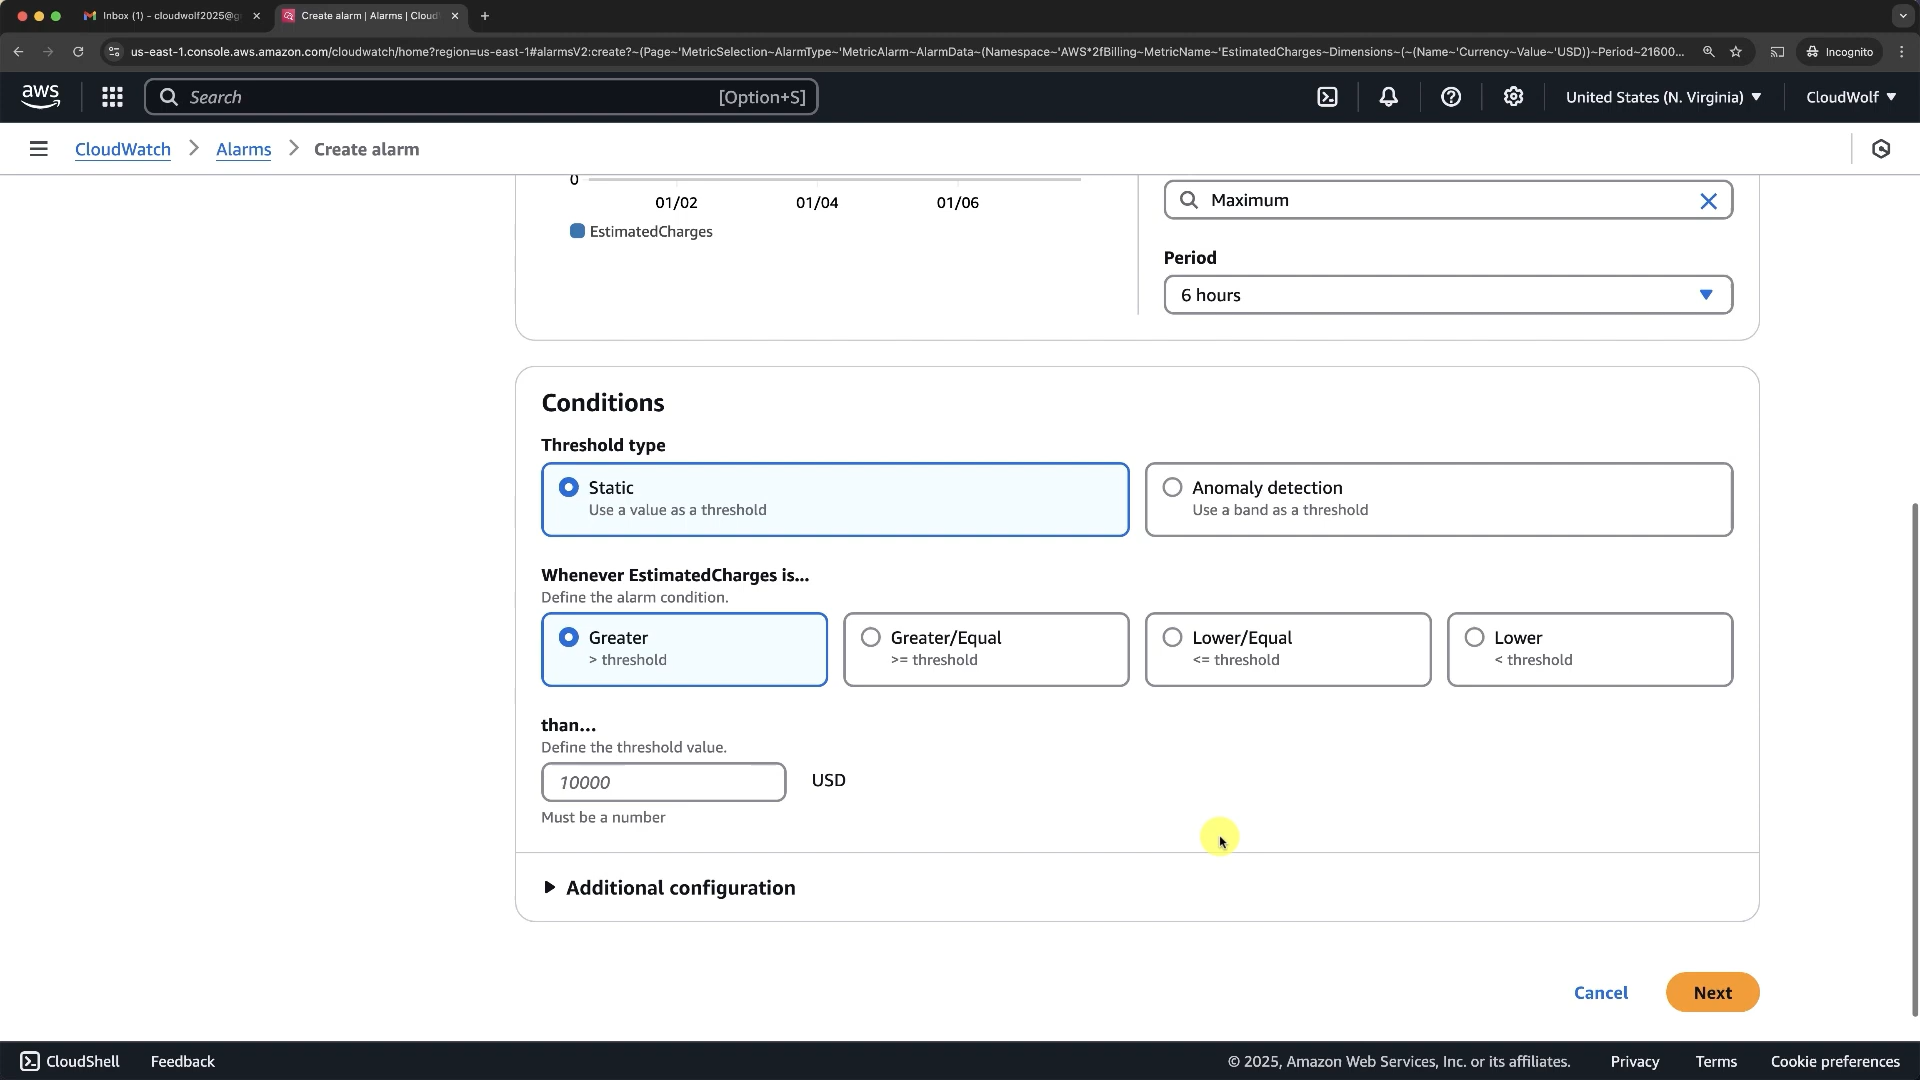 Inbox (1) - cloudwolf2025@g
Create alarm | Alarms | Cloud
us-east-1.console.aws.amazon.com/cloudwatch/home?region=us-east-1#alarmsV2:create?~(Page~'MetricSelection~AlarmType~'MetricAlarm~AlarmData~(Namespace~'AWS*2fBilling~MetricName~'EstimatedCharges~Dimensions~(~(Name~'Currency~Value~'USD))~Period~21600...
Incognito
aws
Search
[Option+S]
United States (N. Virginia)
CloudWolf
CloudWatch
Alarms
Create alarm
0
01/02
01/04
01/06
EstimatedCharges
Maximum
Period
6 hours
Conditions
Threshold type
Static
Use a value as a threshold
Anomaly detection
Use a band as a threshold
Whenever EstimatedCharges is...
Define the alarm condition.
Greater
> threshold
Greater/Equal
>= threshold
Lower/Equal
<= threshold
Lower
< threshold
than...
Define the threshold value.
10000
USD
Must be a number
Additional configuration
Cancel
Next
CloudShell
Feedback
© 2025, Amazon Web Services, Inc. or its affiliates.
Privacy
Terms
Cookie preferences